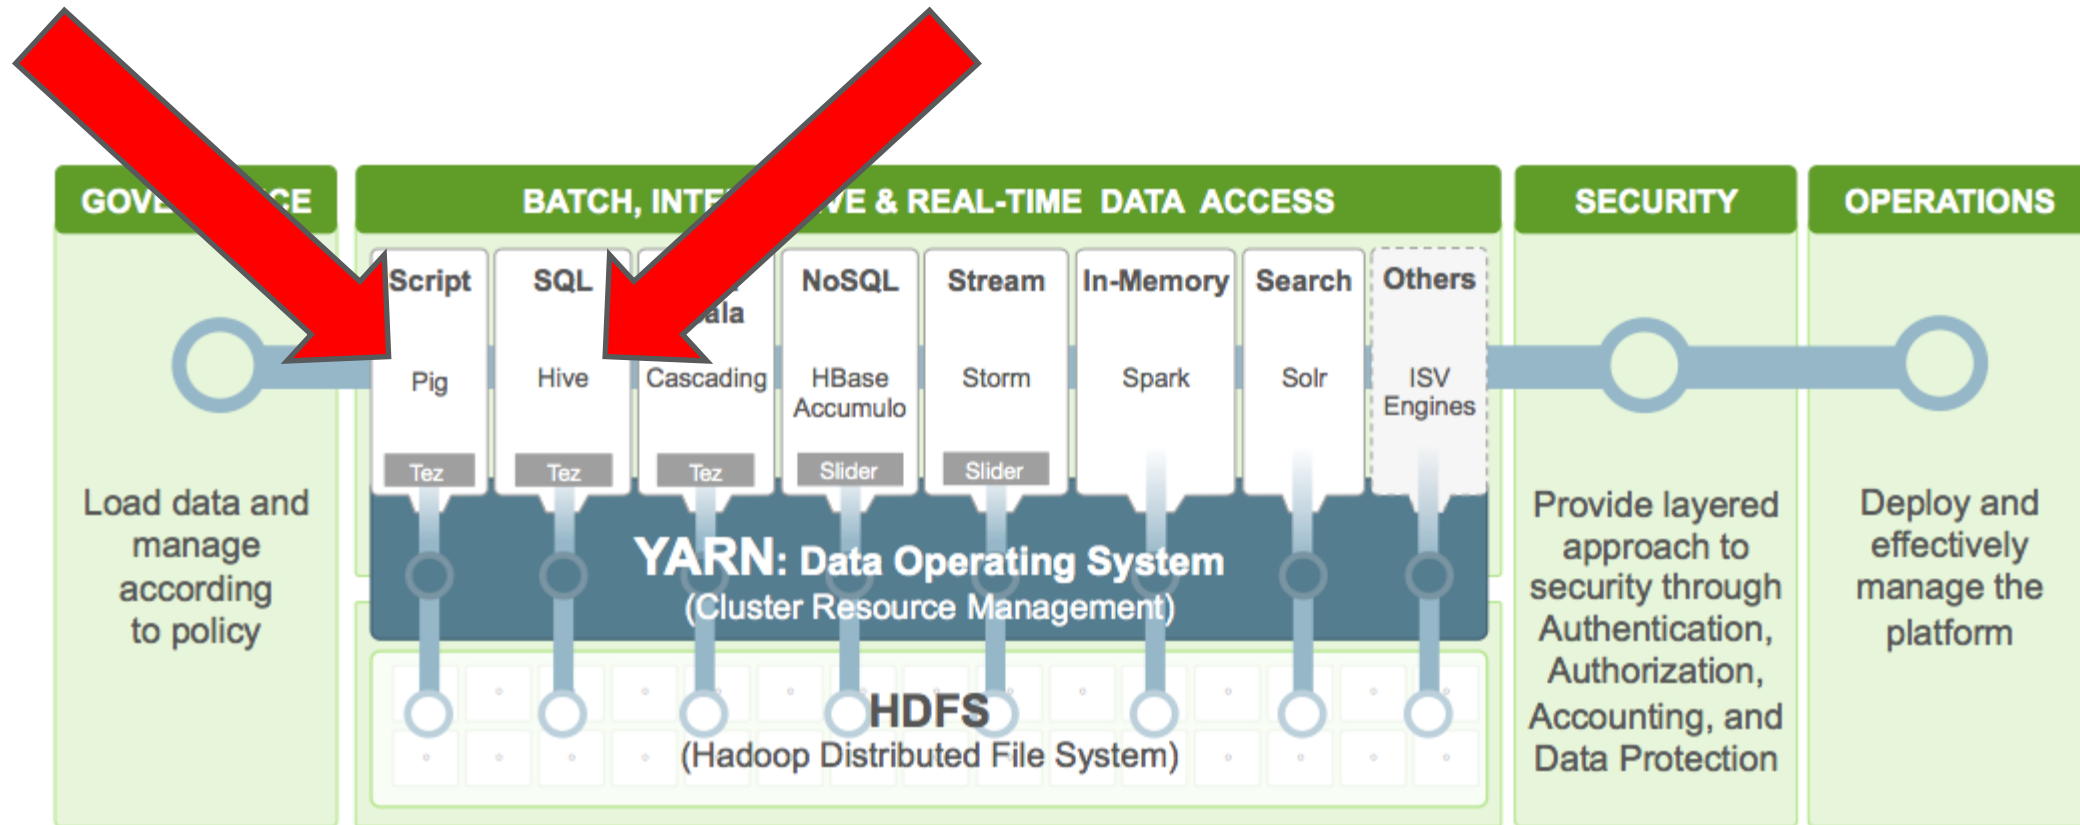 BATCH, INTE VE & REAL-TIME DATA ACCESS
SECURITY
OPERATIONS
Script
Pig
Tez
SQL
Hive
Tez
Cascading
Tez
NoSQL
HBase
Accumulo
Slider
Stream
Storm
Slider
In-Memory
Spark
Search
Solr
Others
ISV
Engines
Load data and
manage
according
to policy
YARN: Data Operating System
(Cluster Resource Management)
HDFS
(Hadoop Distributed File System)
Provide layered
approach to
security through
Authentication,
Authorization,
Accounting, and
Data Protection
Deploy and
effectively
manage the
platform